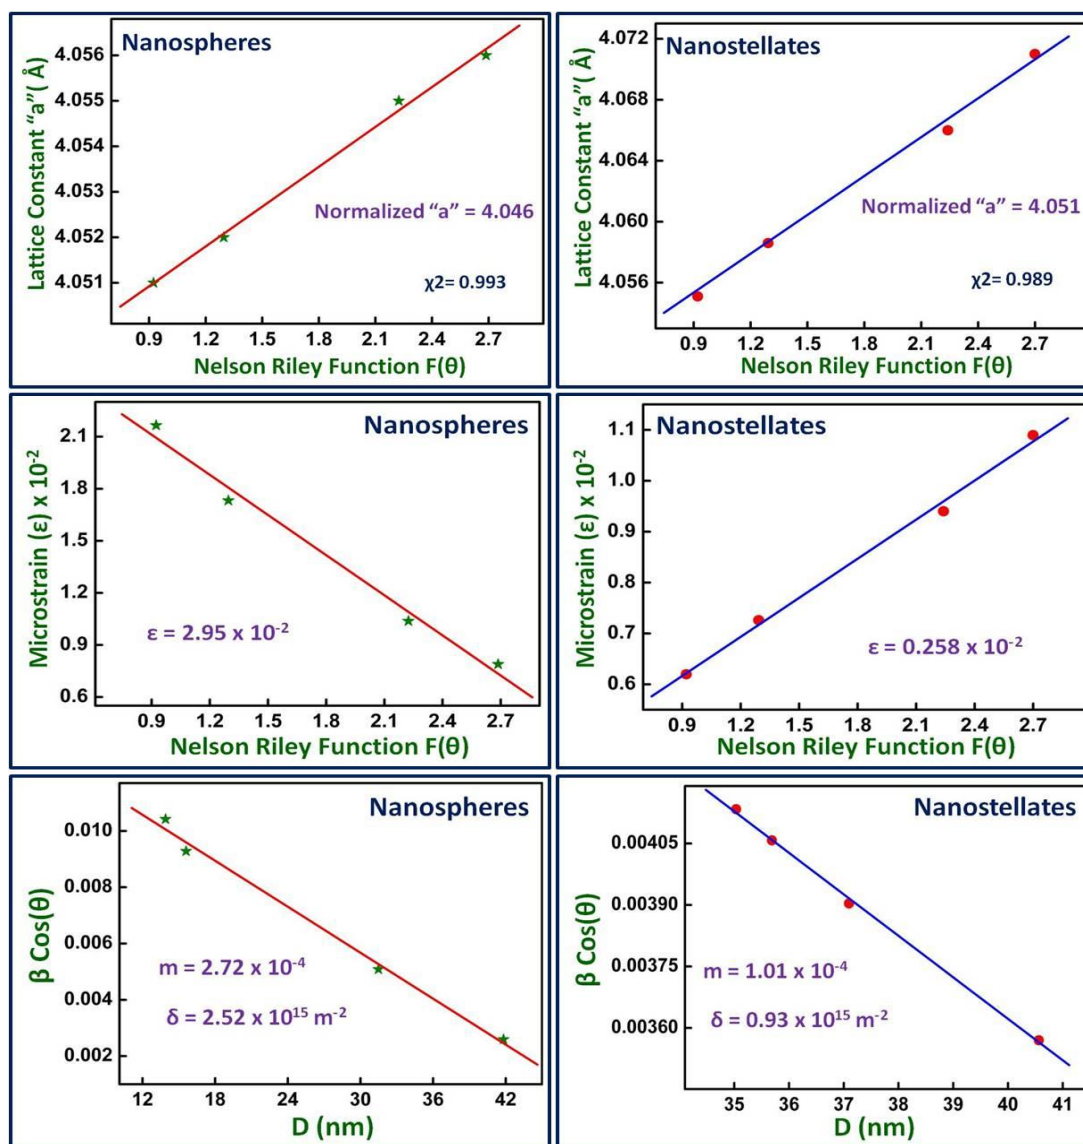 Nanospheres
Lattice Constant “a”( Å)
4.056
4.055
4.054
4.053
4.052
4.051
Normalized “a” = 4.046
χ2= 0.993
0.9 1.2 1.5 1.8 2.1 2.4 2.7
Nelson Riley Function F(θ)
Nanostellates
Lattice Constant “a”( Å)
4.072
4.068
4.064
4.060
4.056
Normalized “a” = 4.051
χ2= 0.989
0.9 1.2 1.5 1.8 2.1 2.4 2.7
Nelson Riley Function F(θ)
Nanospheres
Microstrain (ε) x 10⁻²
2.1
1.8
1.5
1.2
0.9
0.6
ε = 2.95 x 10⁻²
0.9 1.2 1.5 1.8 2.1 2.4 2.7
Nelson Riley Function F(θ)
Nanostellates
Microstrain (ε) x 10⁻²
1.1
1.0
0.9
0.8
0.7
0.6
ε = 0.258 x 10⁻²
0.9 1.2 1.5 1.8 2.1 2.4 2.7
Nelson Riley Function F(θ)
Nanospheres
β Cos(θ)
0.010
0.008
0.006
0.004
0.002
m = 2.72 x 10⁻⁴
δ = 2.52 x 10¹⁵ m⁻²
12 18 24 30 36 42
D (nm)
Nanostellates
β Cos(θ)
0.00405
0.00390
0.00375
0.00360
m = 1.01 x 10⁻⁴
δ = 0.93 x 10¹⁵ m⁻²
35 36 37 38 39 40 41
D (nm)